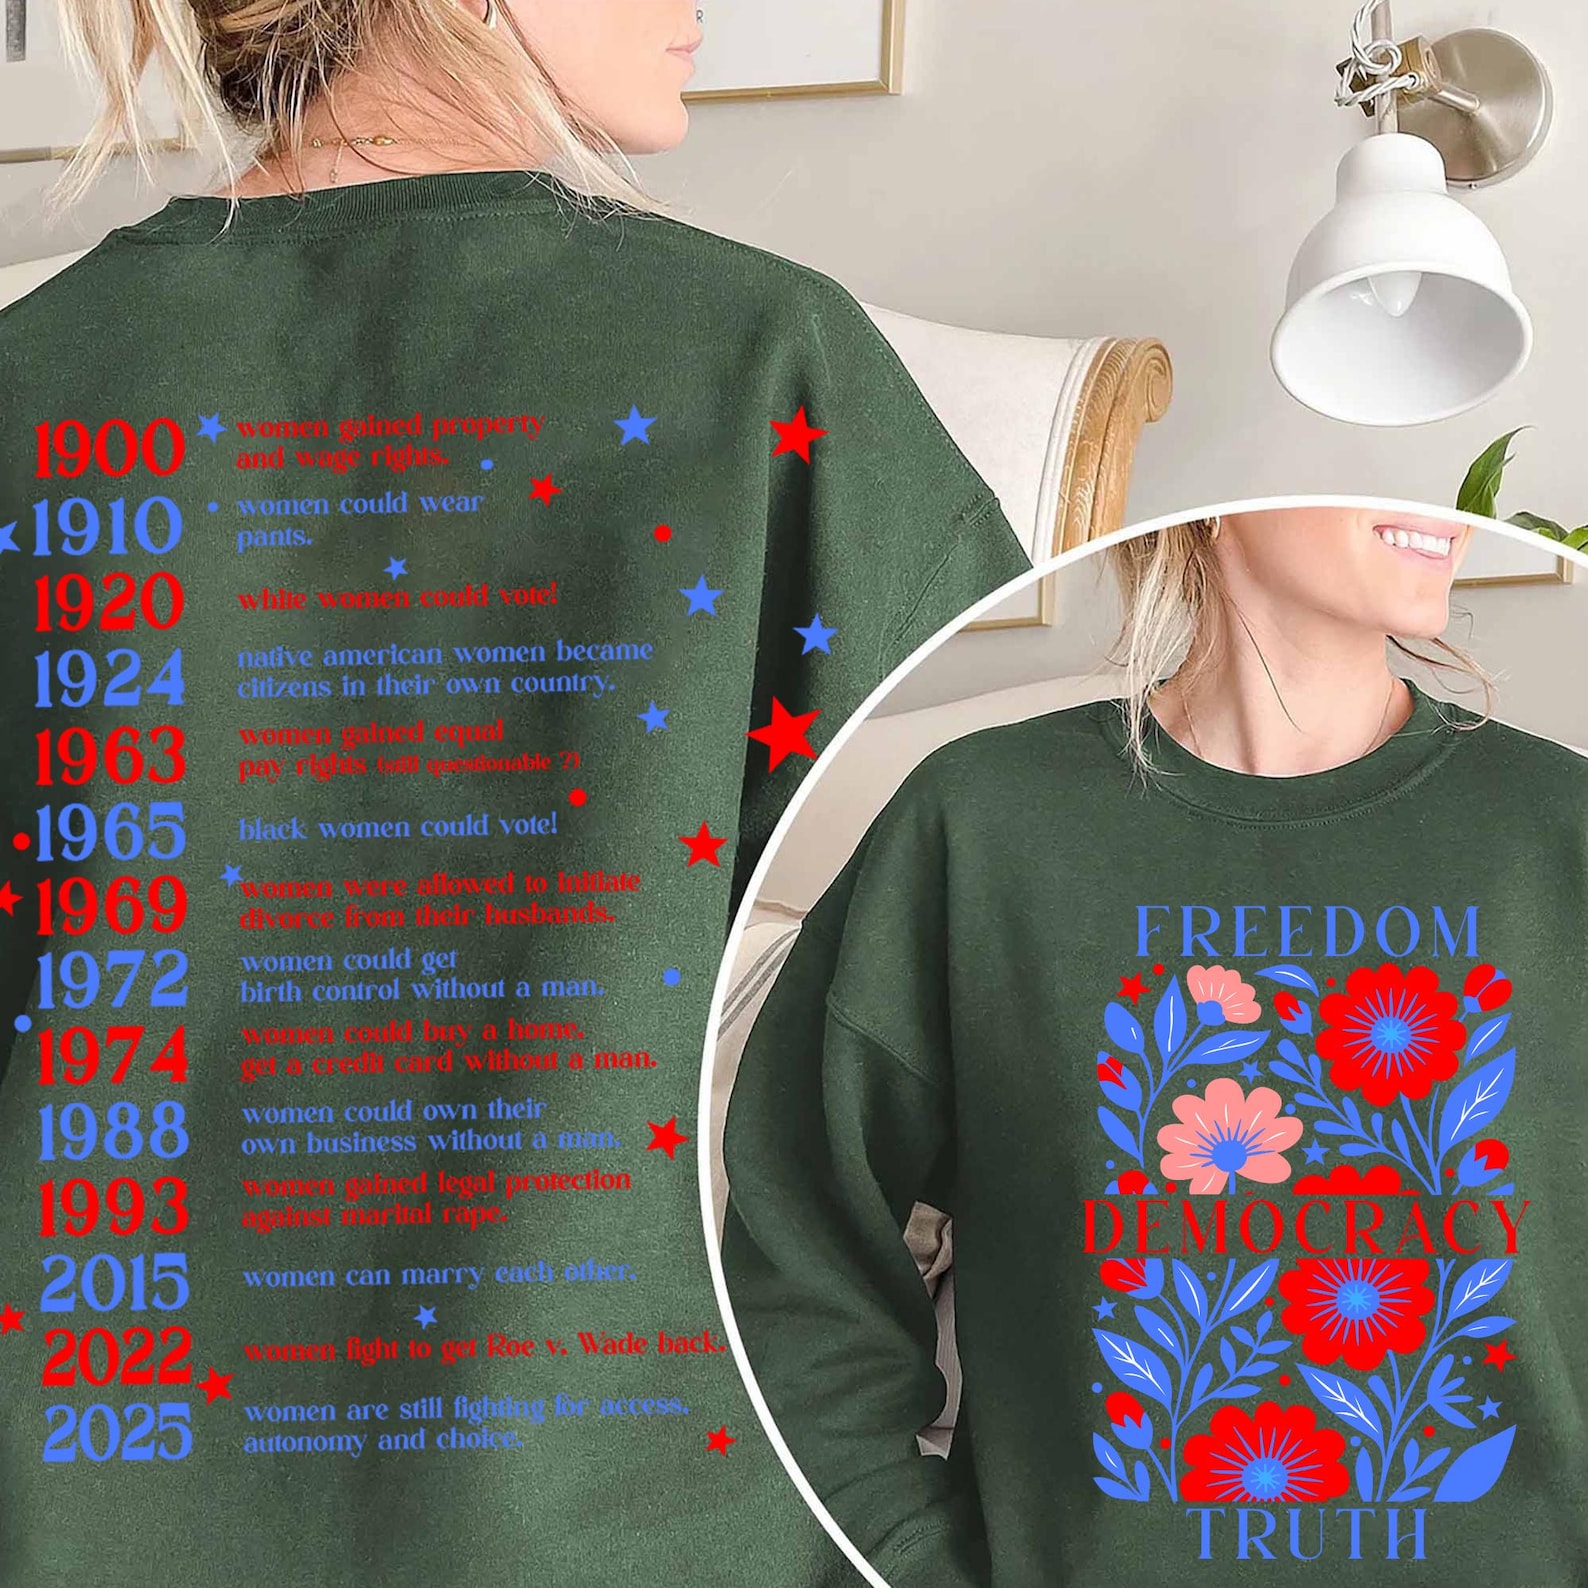 1900 women gained property
and wage rights.
1910 women could wear
pants.
1920 white women could vote!
1924 native american women became
citizens in their own country.
1963 women gained equal
pay rights (still questionable ?)
1965 black women could vote!
1969 women were allowed to initiate
divorce from their husbands.
1972 women could get
birth control without a man.
1974 women could buy a home.
get a credit card without a man.
1988 women could own their
own business without a man.
1993 women gained legal protection
against marital rape.
2015 women can marry each other.
2022 women fight to get Roe v. Wade back.
2025 women are still fighting for access.
autonomy and choice.
FREEDOM
DEMOCRACY
TRUTH